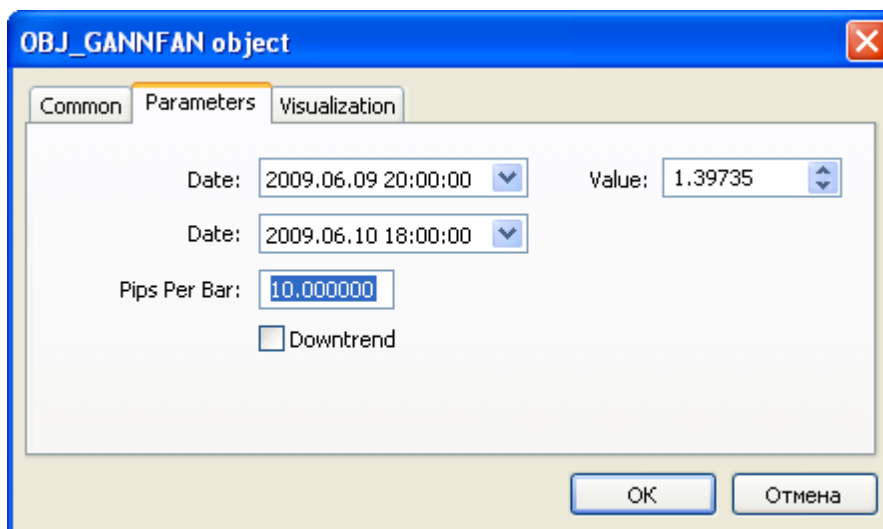 OBJ_GANNFAN object
Common Parameters Visualization
Date: 2009.06.09 20:00:00 Value: 1.39735
Date: 2009.06.10 18:00:00
Pips Per Bar: 10.000000
Downtrend
OK Отмена